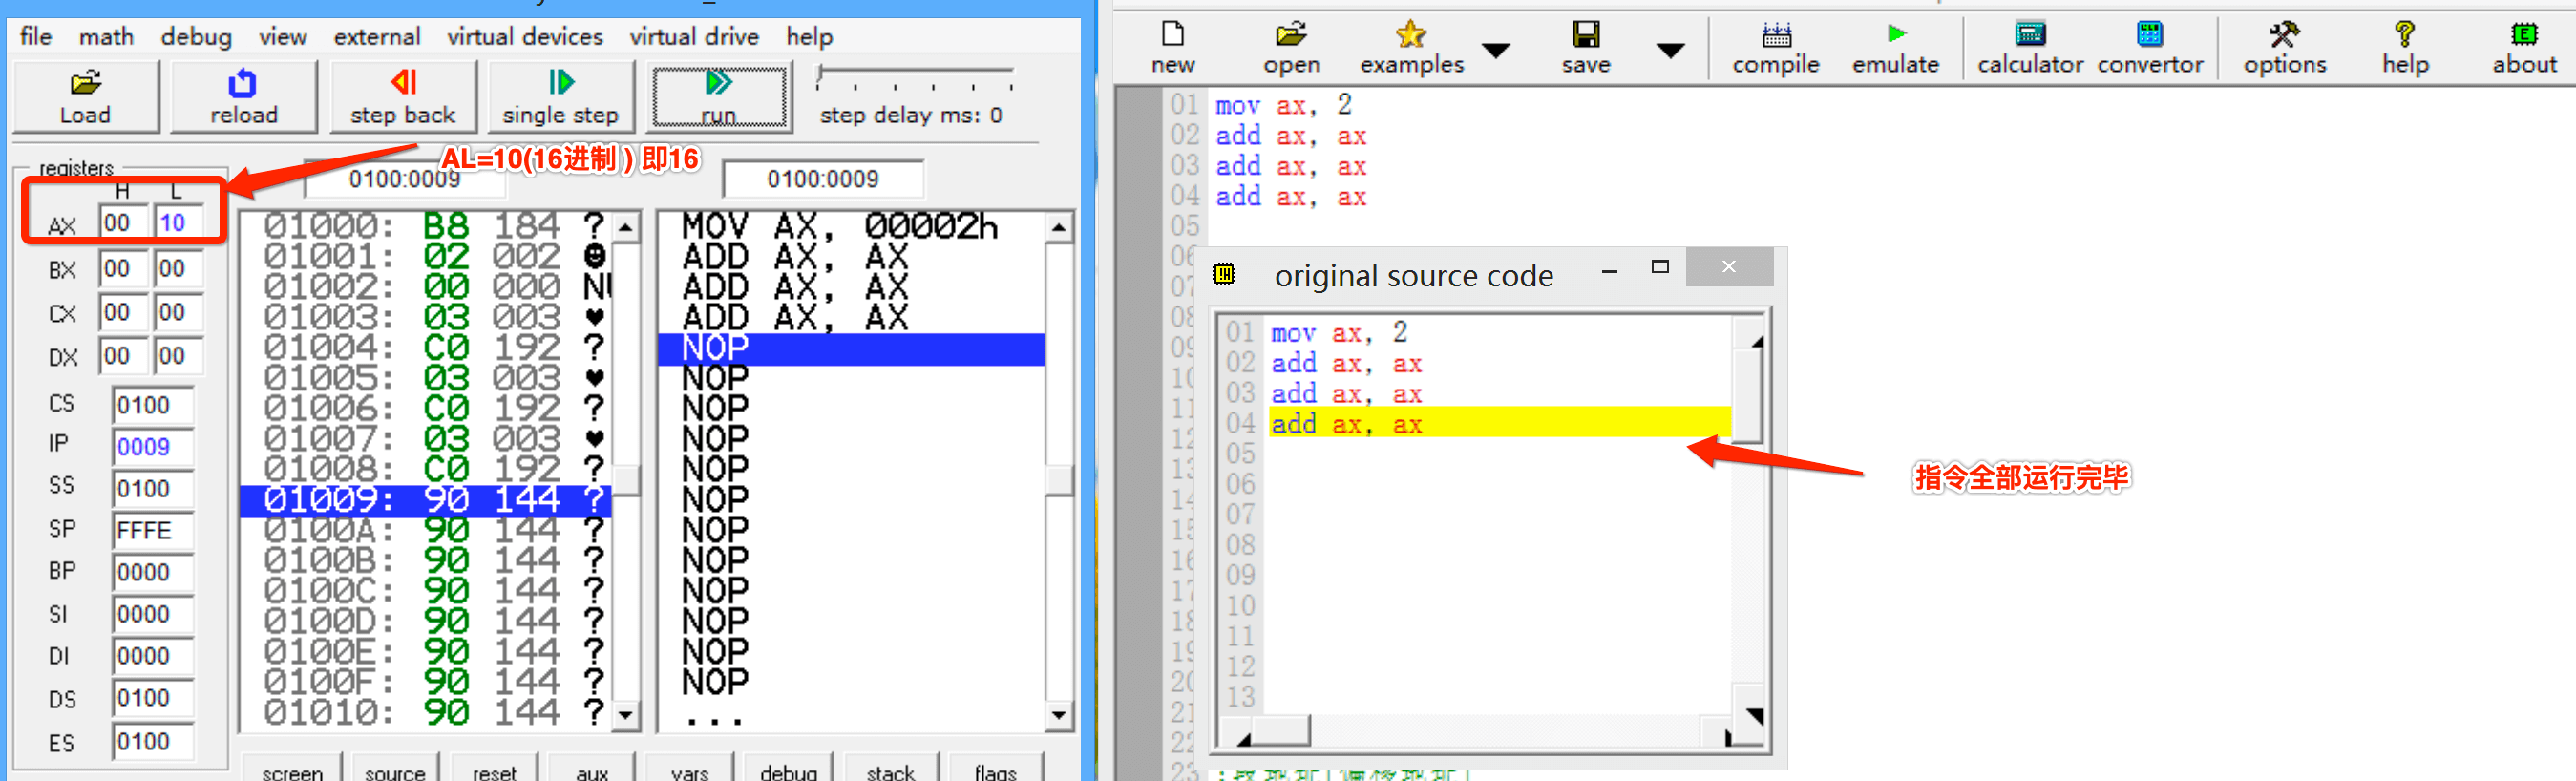 file math debug view external virtual devices virtual drive help
Load reload step back single step run step delay ms: 0
AL=10(16进制 ) 即16
registers
H L
AX 00 10
BX 00 00
CX 00 00
DX 00 00
CS 0100
IP 0009
SS 0100
SP FFFE
BP 0000
SI 0000
DI 0000
DS 0100
ES 0100
0100:0009 0100:0009
01000: B8 184 ?
01001: 02 002
01002: 00 000
01003: 03 003 ♥
01004: C0 192 ?
01005: 03 003 ♥
01006: C0 192 ?
01007: 03 003 ♥
01008: C0 192 ?
01009: 90 144 ?
0100A: 90 144 ?
0100B: 90 144 ?
0100C: 90 144 ?
0100D: 90 144 ?
0100E: 90 144 ?
0100F: 90 144 ?
01010: 90 144 ?
MOV AX, 00002h
ADD AX, AX
ADD AX, AX
ADD AX, AX
NOP
NOP
NOP
NOP
NOP
NOP
NOP
NOP
NOP
NOP
NOP
NOP
...
screen source reset aux vars debug stack flags
new open examples save compile emulate calculator convertor options help about
01 mov ax, 2
02 add ax, ax
03 add ax, ax
04 add ax, ax
05
original source code
01 mov ax, 2
02 add ax, ax
03 add ax, ax
04 add ax, ax
05
06
07
08
09
10
11
12
13
指令全部运行完毕